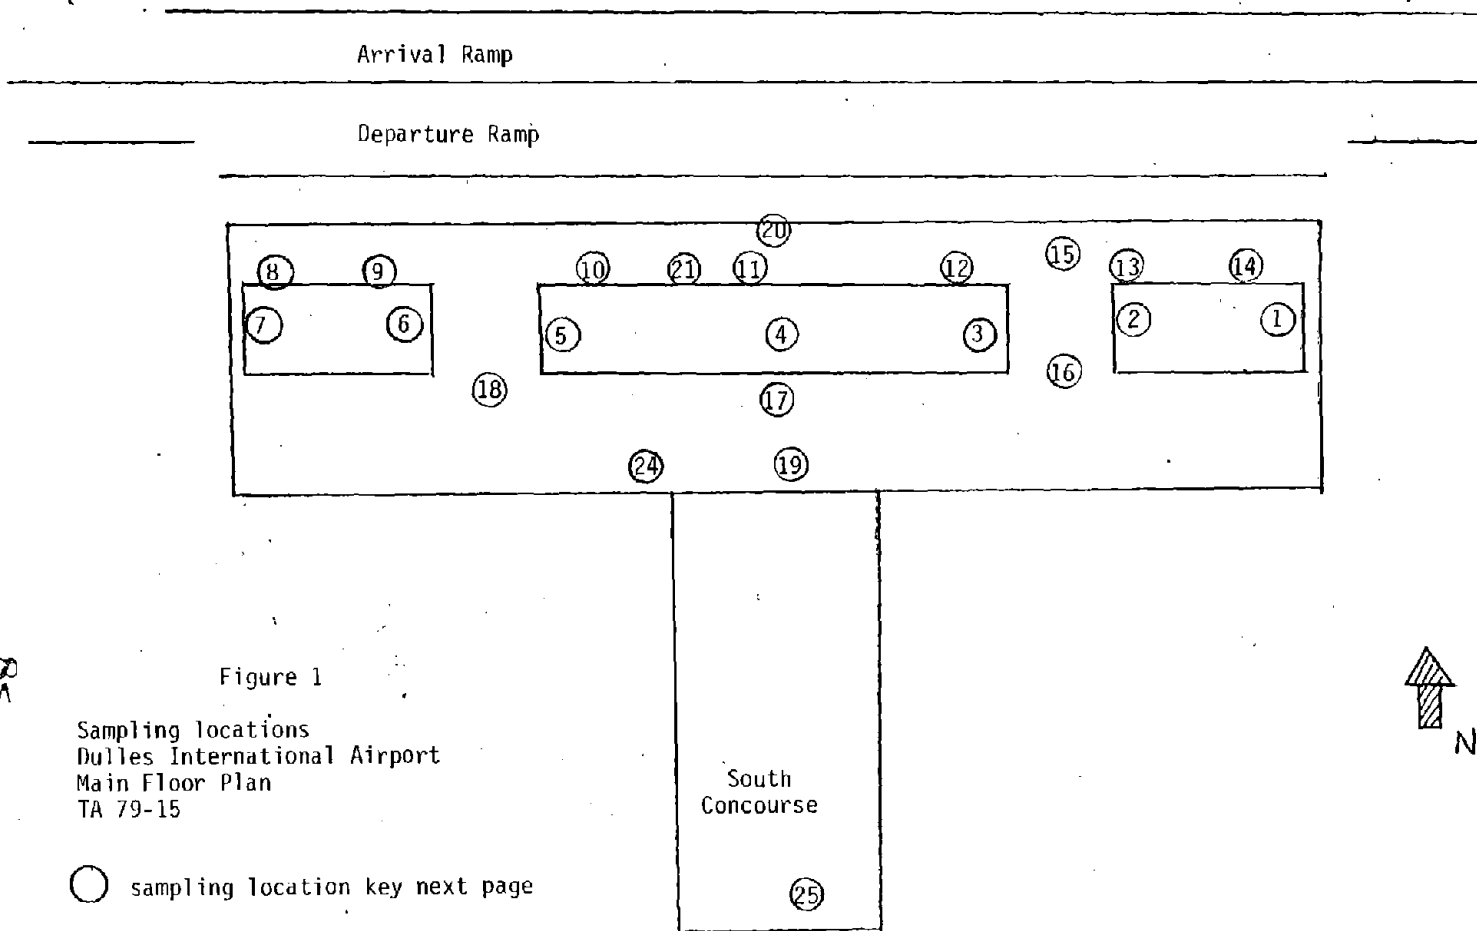 Arrival Ramp
Departure Ramp
20
15
8 9 10 21 11 12 13 14
7 6 5 4 3 2 1
18 17 16
24 19
Figure 1
Sampling locations
Dulles International Airport
Main Floor Plan
TA 79-15
South
Concourse
N
sampling location key next page
25